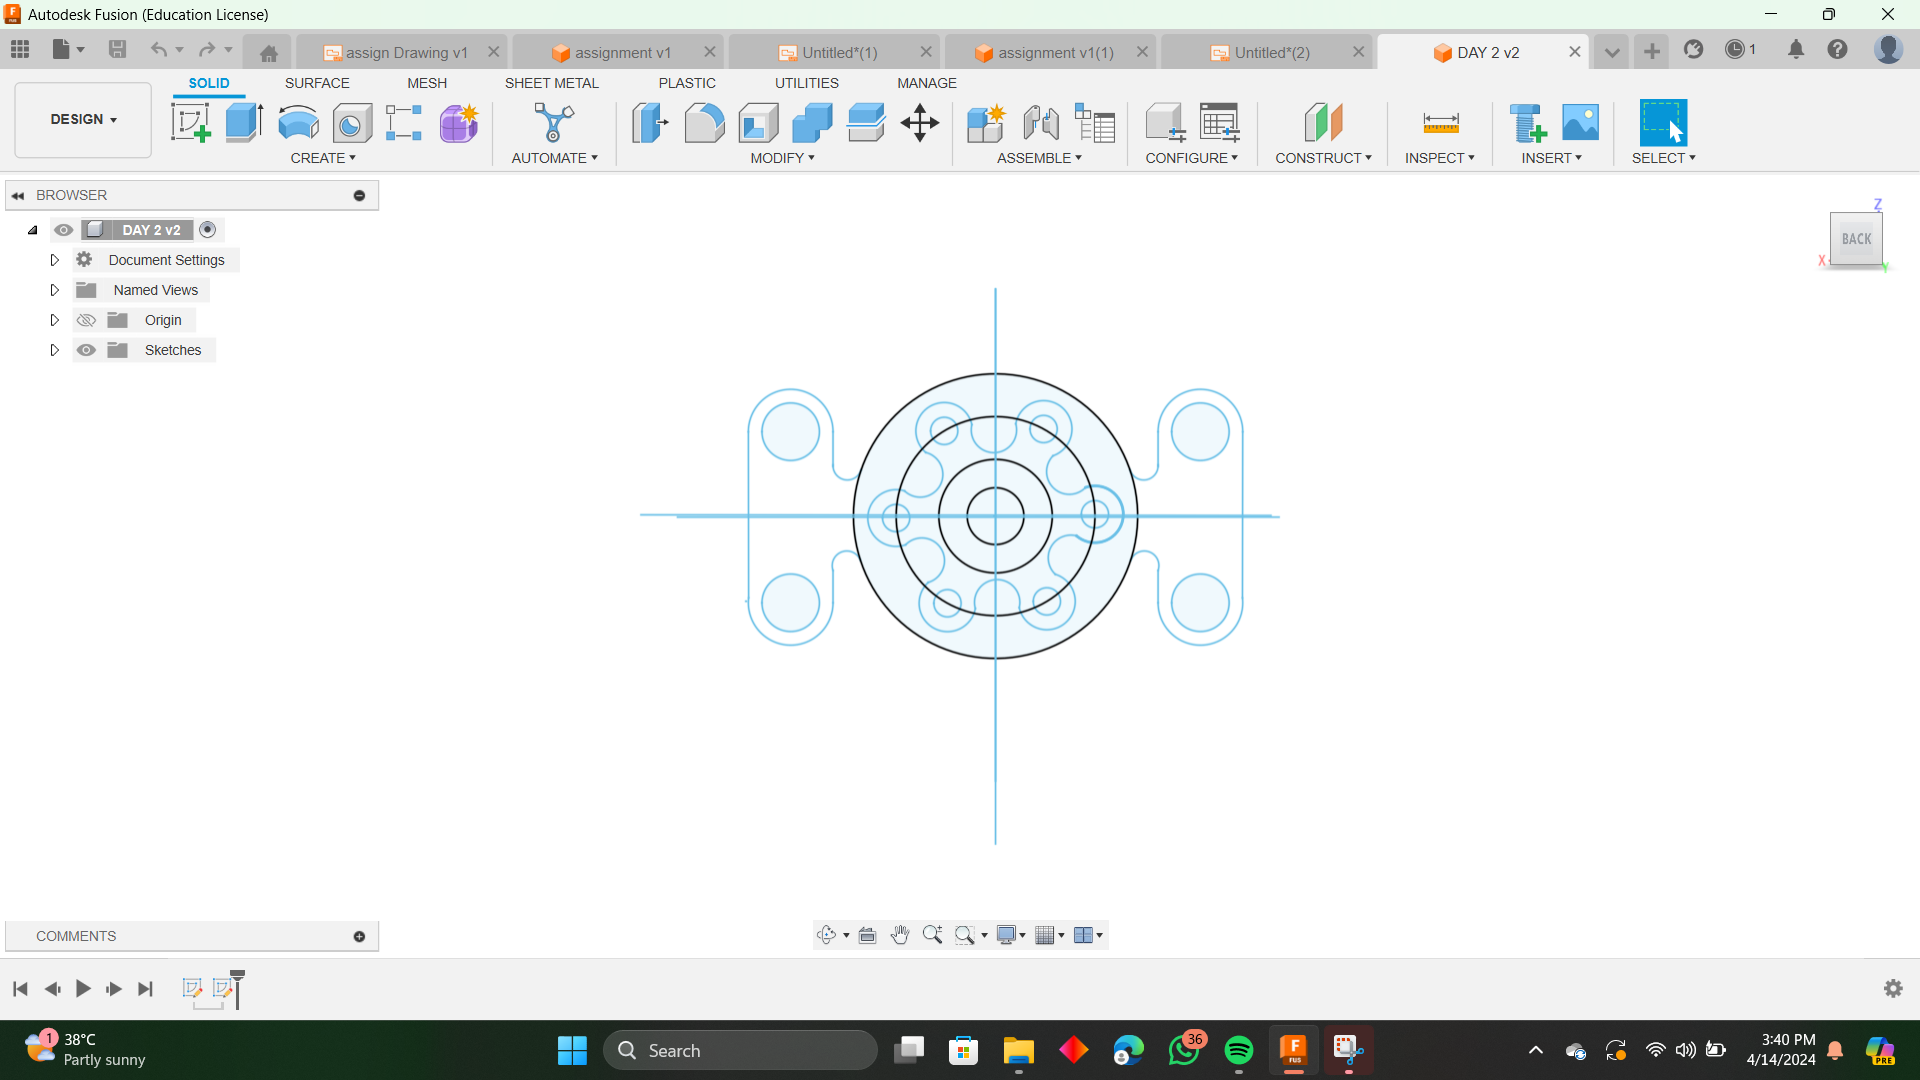 Autodesk Fusion (Education License)
assign Drawing v1
assignment v1
Untitled*(1)
assignment v1(1)
Untitled*(2)
DAY 2 v2
1
SOLID
SURFACE
MESH
SHEET METAL
PLASTIC
UTILITIES
MANAGE
DESIGN
CREATE
AUTOMATE
MODIFY
ASSEMBLE
CONFIGURE
CONSTRUCT
INSPECT
INSERT
SELECT
BROWSER
DAY 2 v2
Document Settings
Named Views
Origin
Sketches
Z
BACK
X
Y
COMMENTS
1
38°C
Partly sunny
Search
36
F
FUS
3:40 PM
4/14/2024
PRE